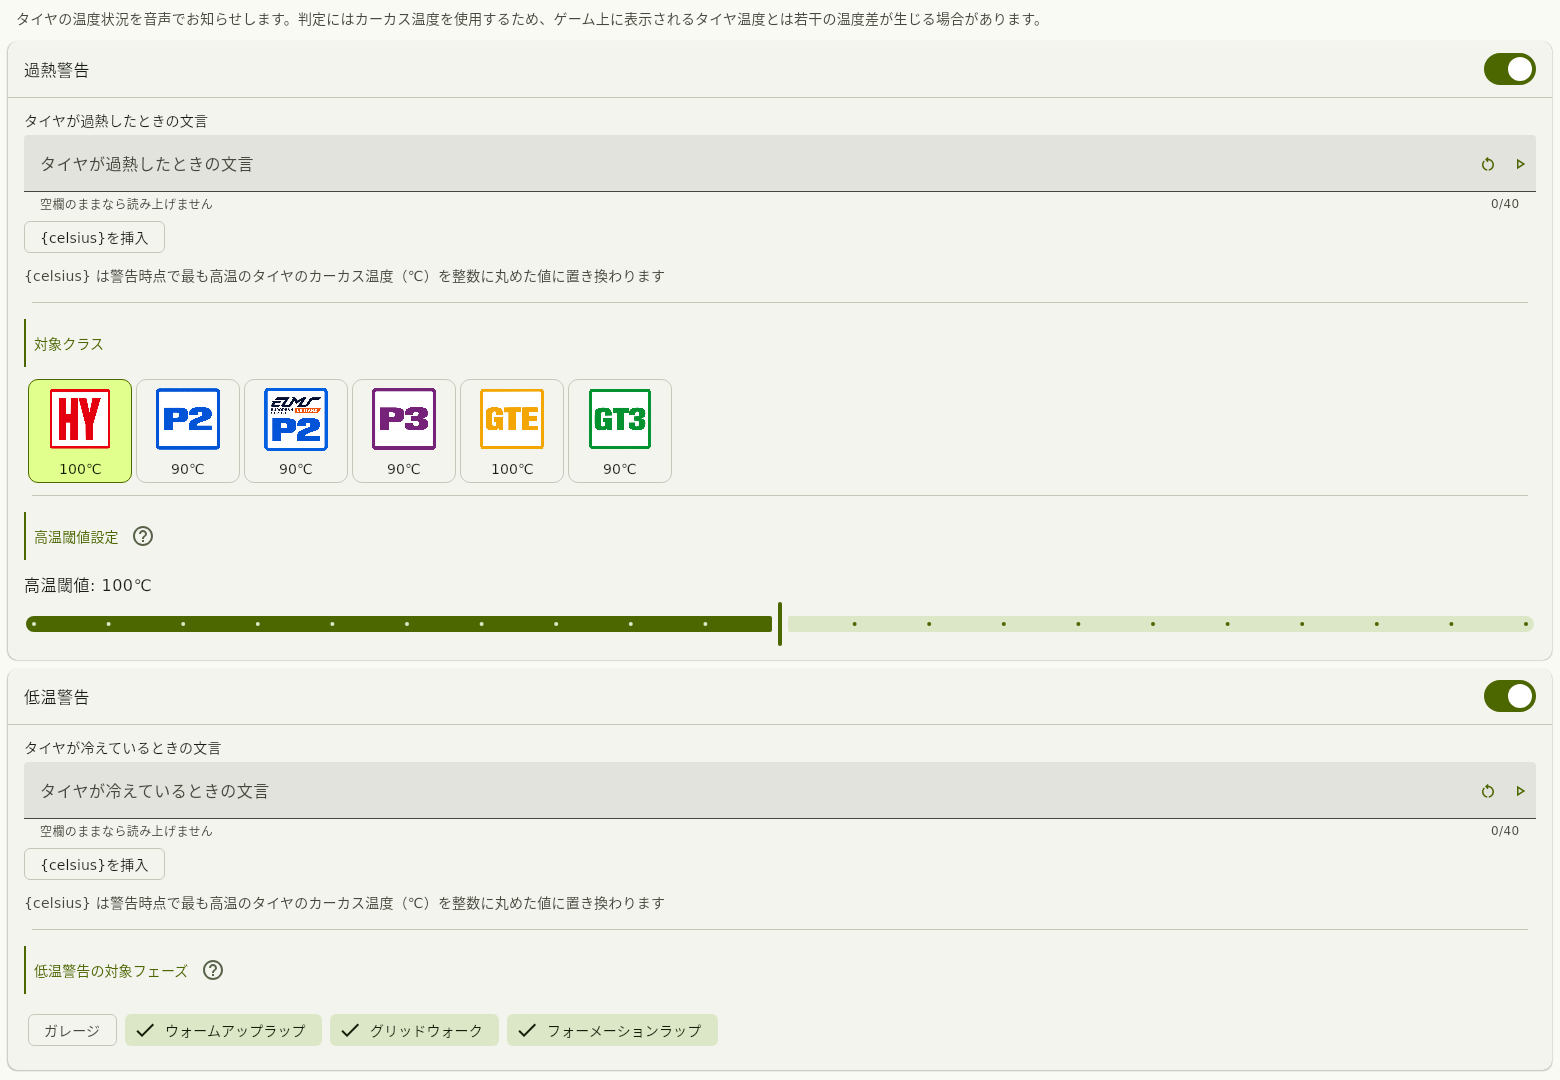 タイヤの温度状況を音声でお知らせします。判定にはカーカス温度を使用するため、ゲーム上に表示されるタイヤ温度とは若干の温度差が生じる場合があります。
過熱警告
タイヤが過熱したときの文言
タイヤが過熱したときの文言
空欄のままなら読み上げません
0/40
{celsius}を挿入
{celsius} は警告時点で最も高温のタイヤのカーカス温度（℃）を整数に丸めた値に置き換わります
対象クラス
HY
100℃
P2
90℃
ELMS
P2
90℃
P3
90℃
GTE
100℃
GT3
90℃
高温閾値設定
高温閾値: 100℃
低温警告
タイヤが冷えているときの文言
タイヤが冷えているときの文言
空欄のままなら読み上げません
0/40
{celsius}を挿入
{celsius} は警告時点で最も高温のタイヤのカーカス温度（℃）を整数に丸めた値に置き換わります
低温警告の対象フェーズ
ガレージ
ウォームアップラップ
グリッドウォーク
フォーメーションラップ